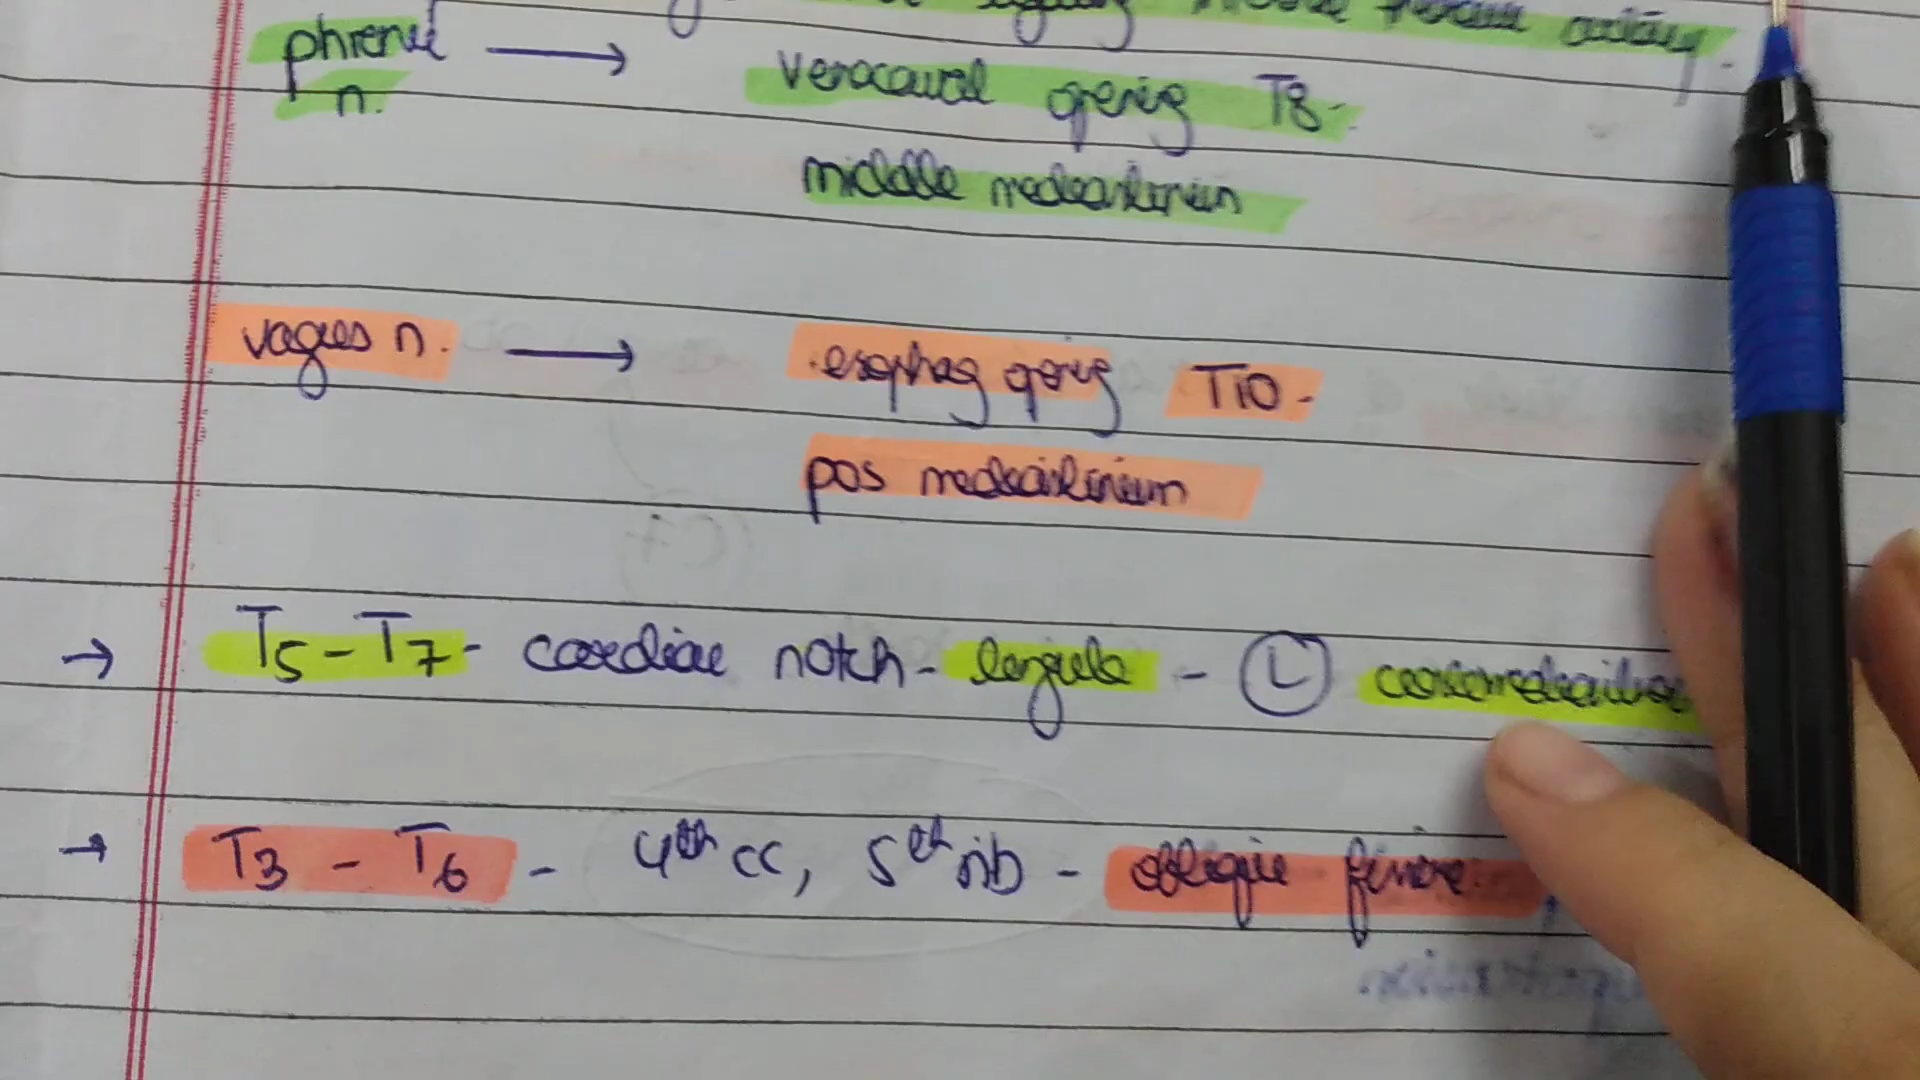 phrenic → venacaval opening T8.
n.
middle mediastinum
vagus n. → esophag opening T10.
pos mediastinum
→ T5 - T7 - cardiac notch - lingula - (L) costomediastinal
→ T3 - T6 - 4th cc, 5th rib - oblique fissure.